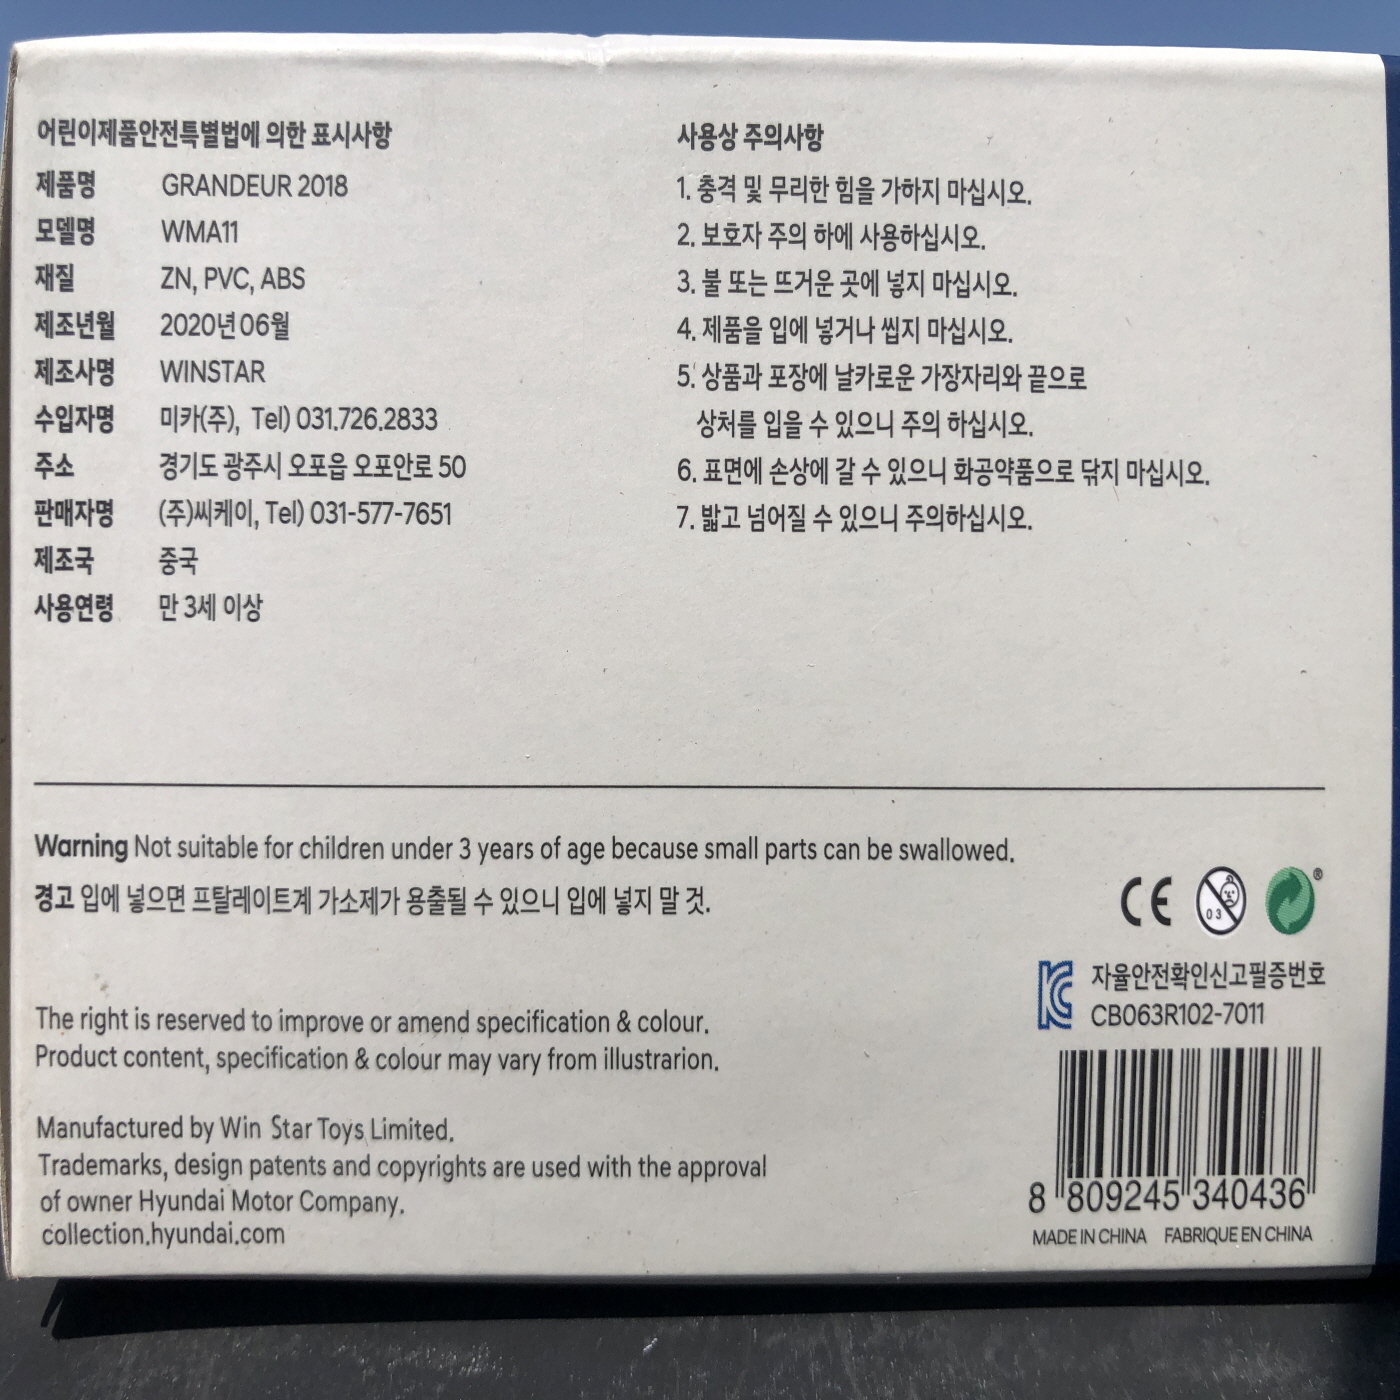 어린이제품안전특별법에 의한 표시사항
제품명 GRANDEUR 2018
모델명 WMA11
재질 ZN, PVC, ABS
제조년월 2020년 06월
제조사명 WINSTAR
수입자명 미카(주), Tel) 031.726.2833
주소 경기도 광주시 오포읍 오포안로 50
판매자명 (주)씨케이, Tel) 031-577-7651
제조국 중국
사용연령 만 3세 이상
사용상 주의사항
1. 충격 및 무리한 힘을 가하지 마십시오.
2. 보호자 주의 하에 사용하십시오.
3. 불 또는 뜨거운 곳에 넣지 마십시오.
4. 제품을 입에 넣거나 씹지 마십시오.
5. 상품과 포장에 날카로운 가장자리와 끝으로
상처를 입을 수 있으니 주의 하십시오.
6. 표면에 손상에 갈 수 있으니 화공약품으로 닦지 마십시오.
7. 밟고 넘어질 수 있으니 주의하십시오.
Warning Not suitable for children under 3 years of age because small parts can be swallowed.
경고 입에 넣으면 프탈레이트계 가소제가 용출될 수 있으니 입에 넣지 말 것.
CE 03 ®
The right is reserved to improve or amend specification & colour.
Product content, specification & colour may vary from illustrarion.
Manufactured by Win Star Toys Limited.
Trademarks, design patents and copyrights are used with the approval
of owner Hyundai Motor Company.
collection.hyundai.com
KC 자율안전확인신고필증번호
CB063R102-7011
8 809245 340436
MADE IN CHINA FABRIQUE EN CHINA